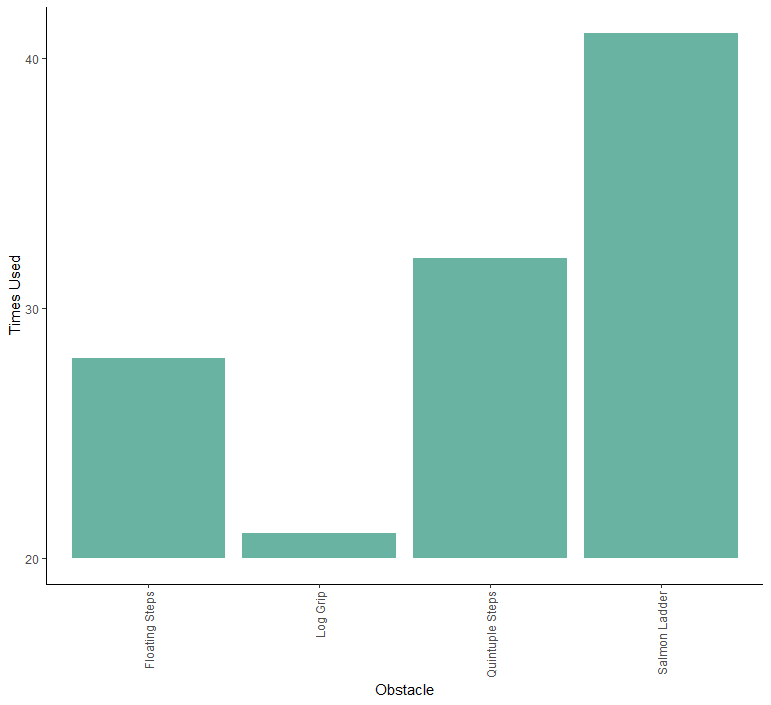 40
30
20
Times Used
Floating Steps
Log Grip
Quintuple Steps
Salmon Ladder
Obstacle